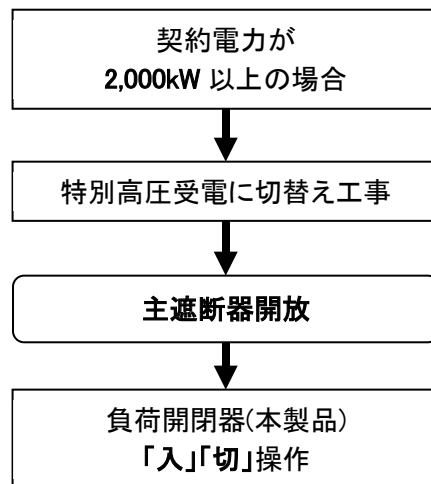 契約電力が
2,000kW 以上の場合
特別高圧受電に切替え工事
主遮断器開放
負荷開閉器(本製品)
「入」「切」操作